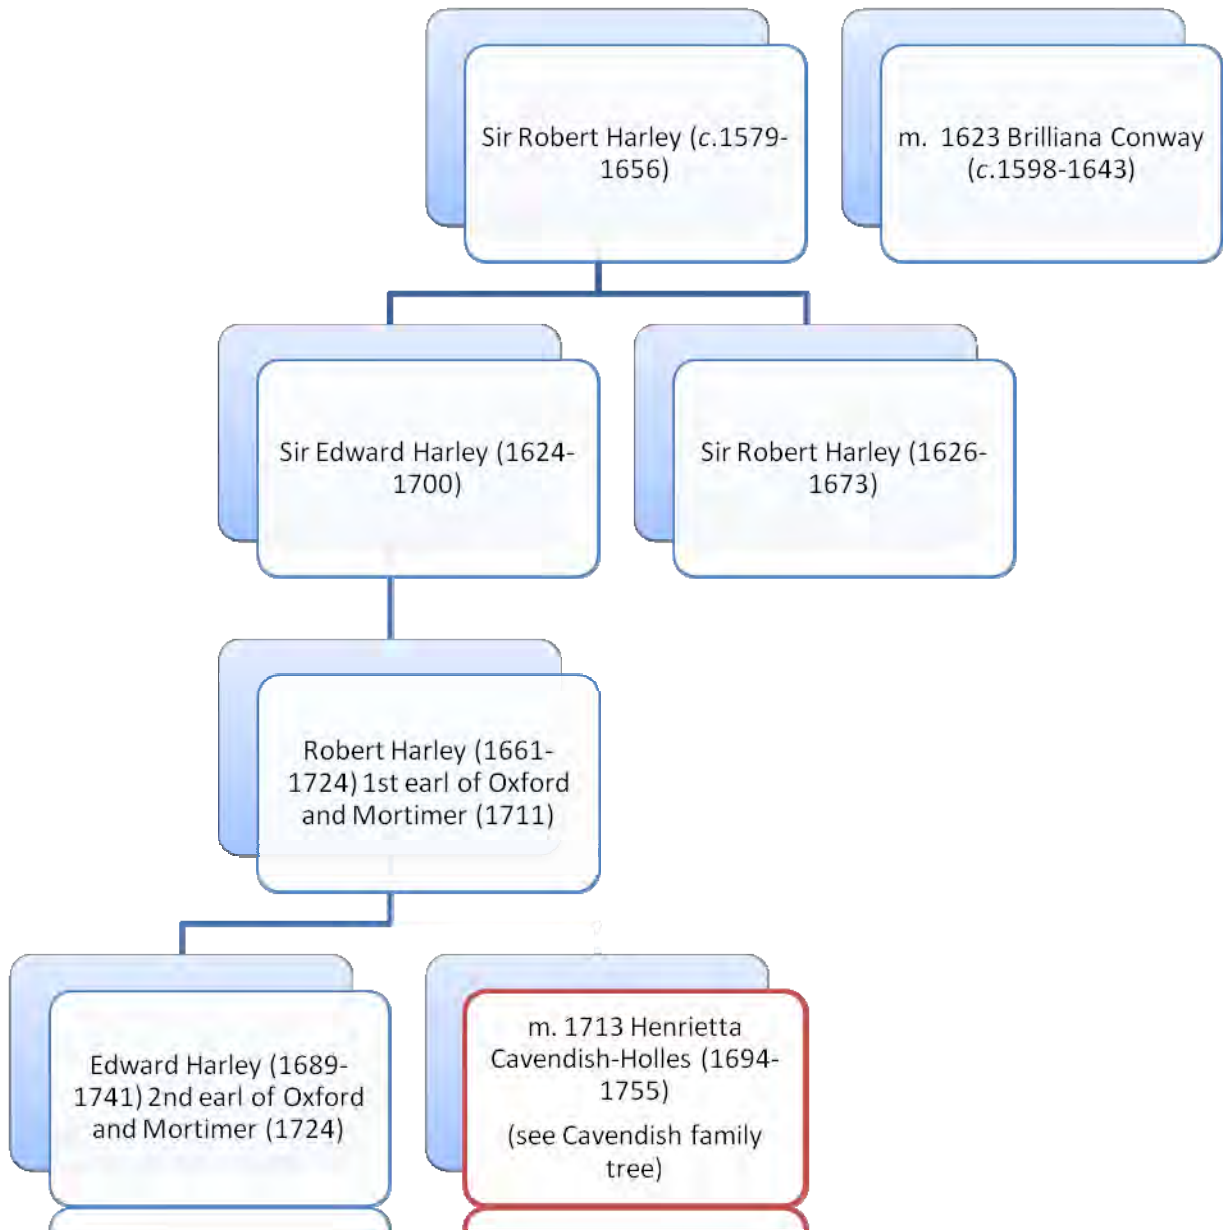 Sir Robert Harley (c.1579-
1656)
m. 1623 Brilliana Conway
(c.1598-1643)
Sir Edward Harley (1624-
1700)
Sir Robert Harley (1626-
1673)
Robert Harley (1661-
1724) 1st earl of Oxford
and Mortimer (1711)
Edward Harley (1689-
1741) 2nd earl of Oxford
and Mortimer (1724)
m. 1713 Henrietta
Cavendish-Holles (1694-
1755)
(see Cavendish family
tree)